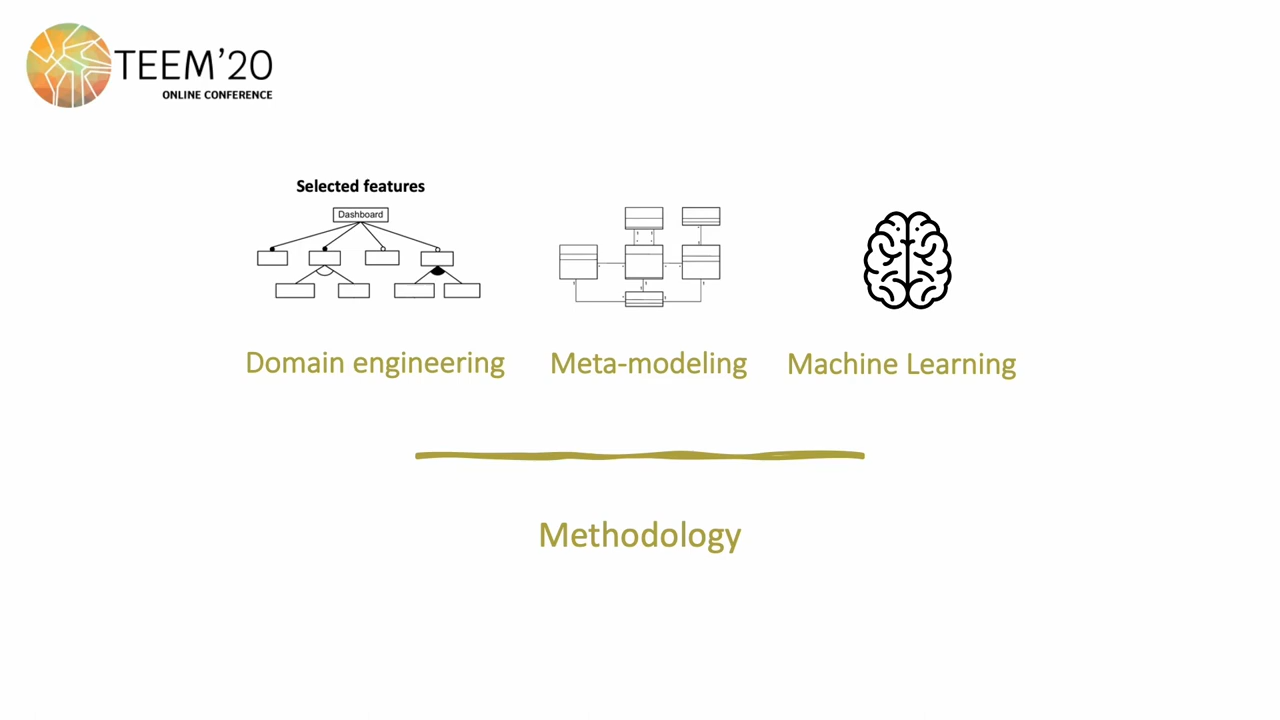 TEEM’20
ONLINE CONFERENCE
Selected features
Dashboard
Domain engineering
Meta-modeling
Machine Learning
Methodology